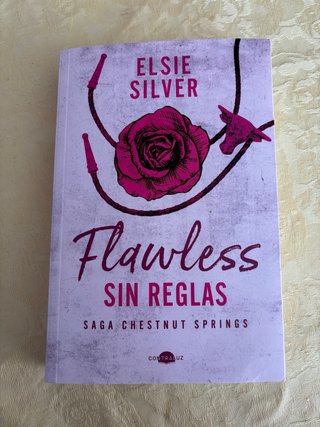 ELSIE
SILVER
Flawless
SIN REGLAS
SAGA CHESTNUT SPRINGS
CONTRALUZ